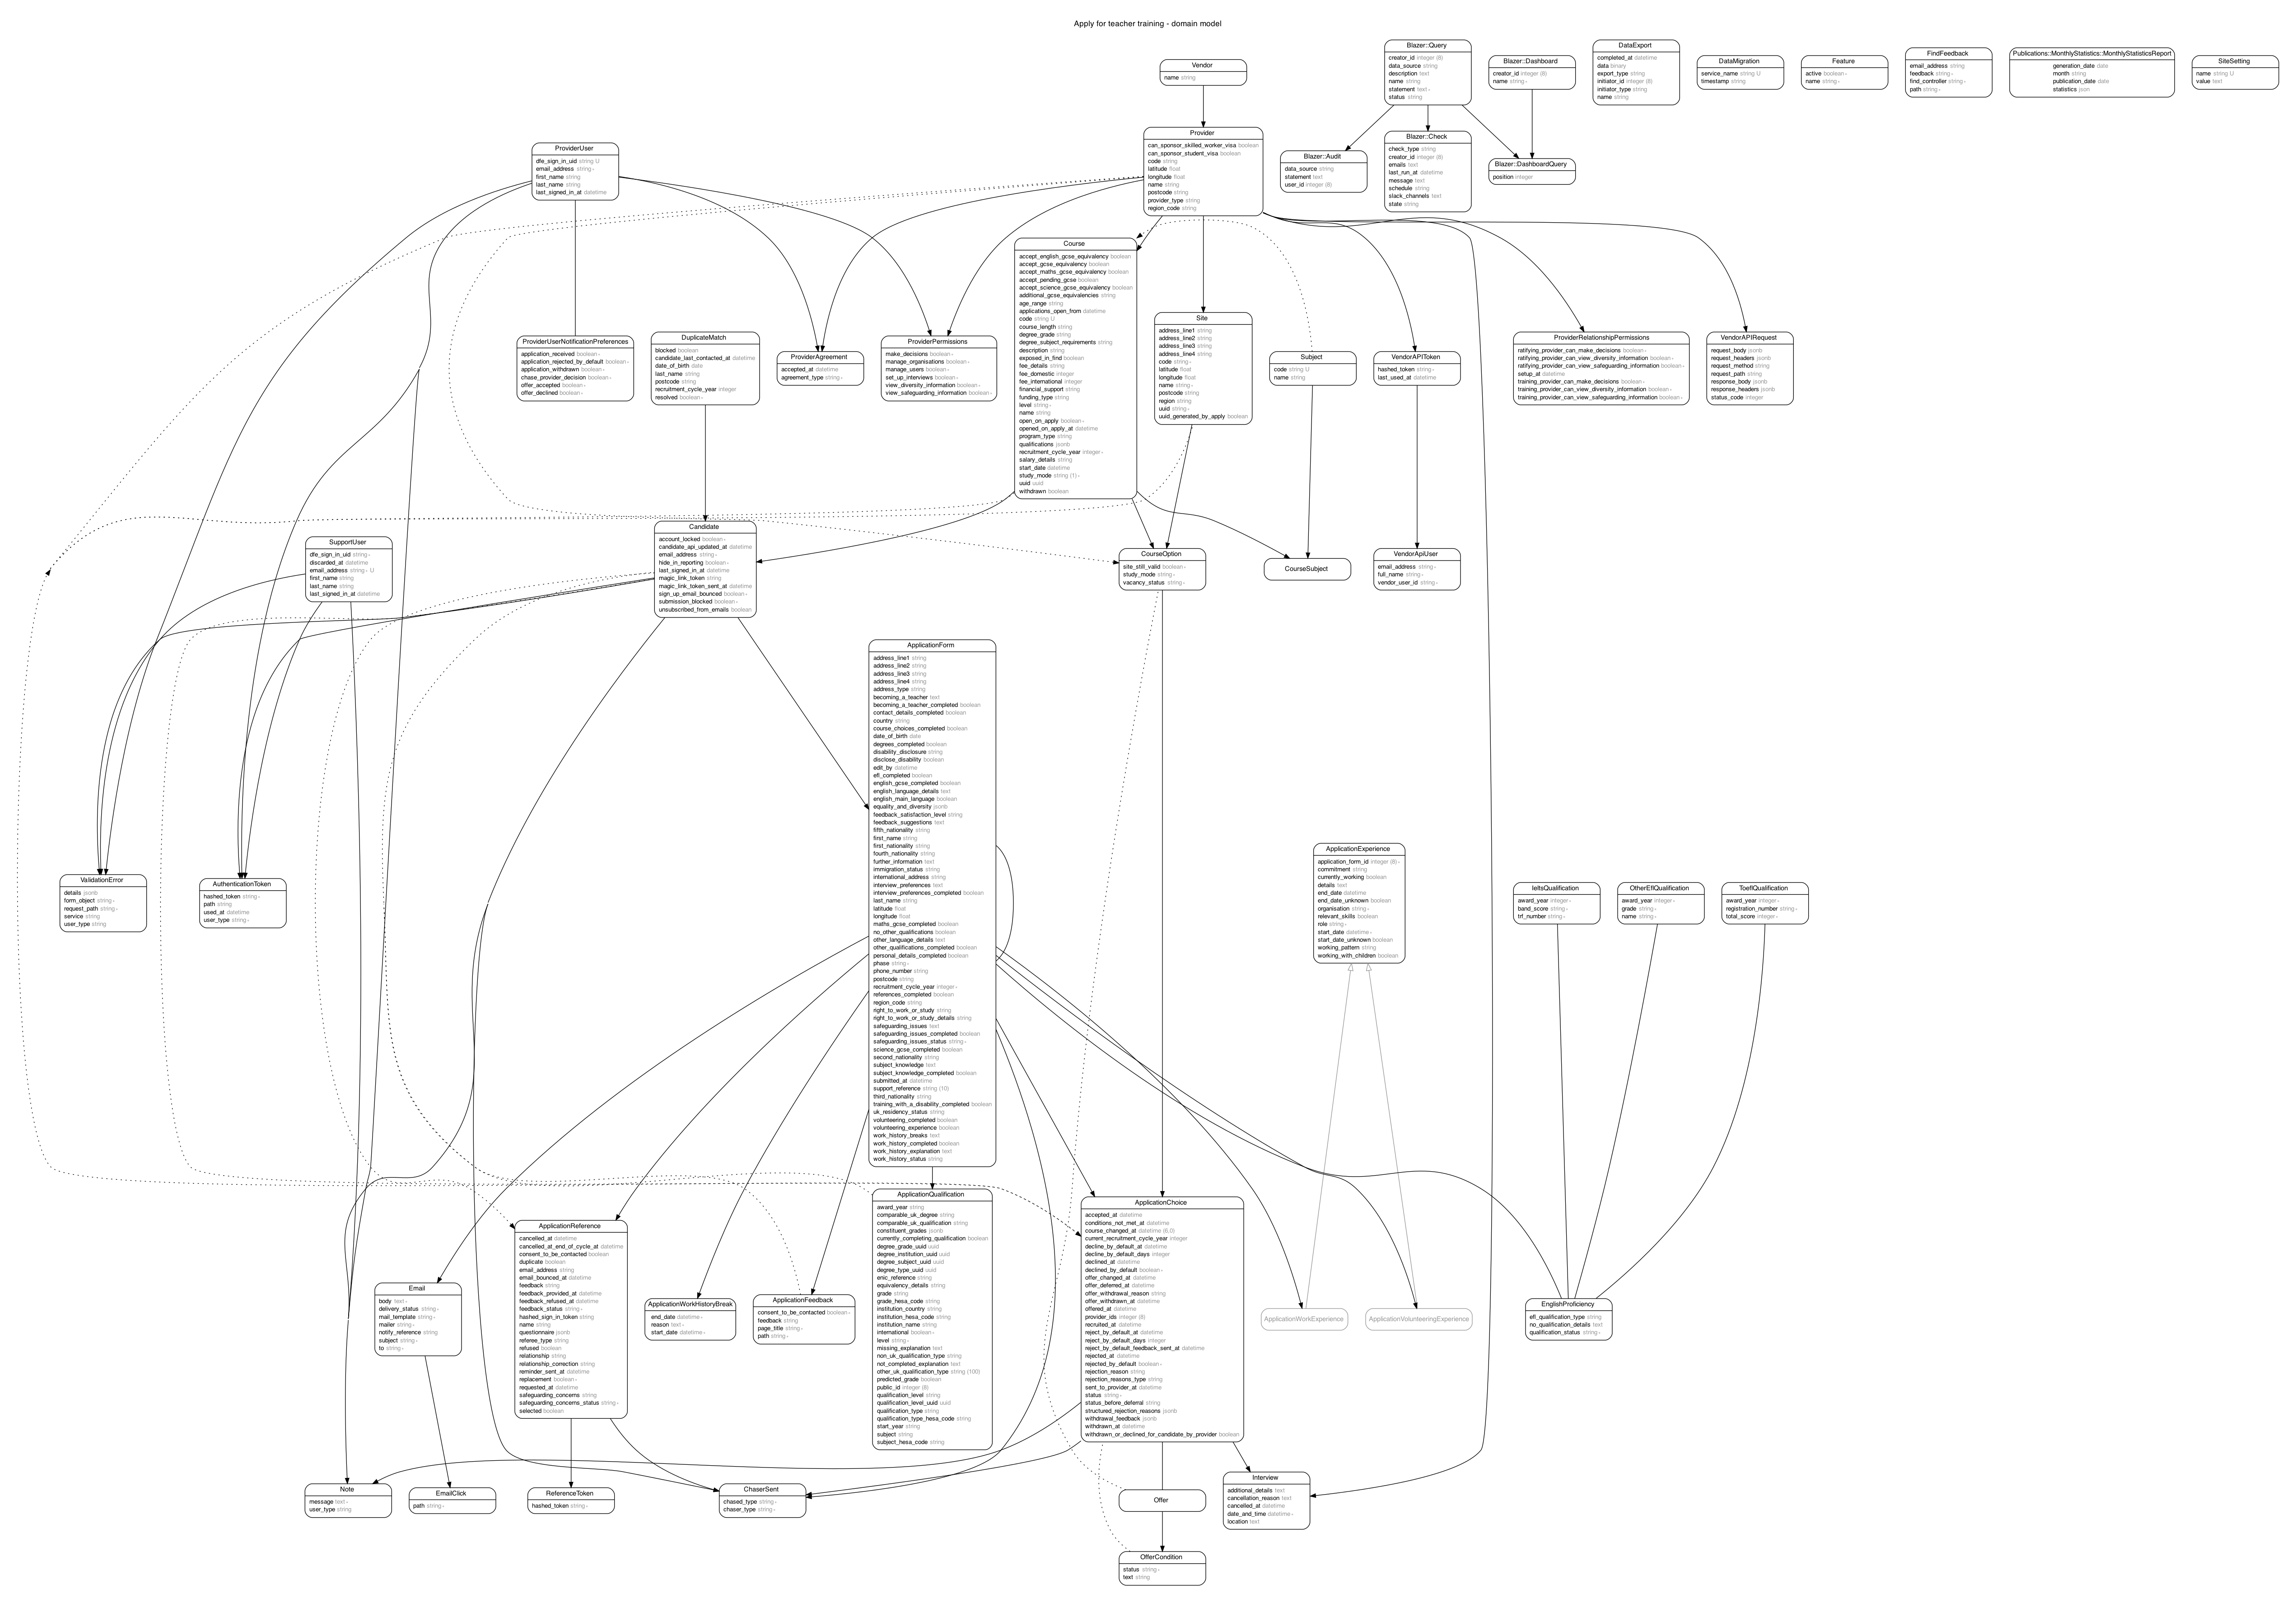 Apply for teacher training - domain model
Vendor
name string
Blazer::Query
creator_id integer (8)
data_source string
description text
name string
statement text *
status string
Blazer::Dashboard
creator_id integer (8)
name string *
DataExport
completed_at datetime
data binary
export_type string
initiator_id integer (8)
initiator_type string
name string
DataMigration
service_name string U
timestamp string
Feature
active boolean *
name string *
FindFeedback
email_address string
feedback string *
find_controller string *
path string *
Publications::MonthlyStatistics::MonthlyStatisticsReport
generation_date date
month string
publication_date date
statistics json
SiteSetting
name string U
value text
ProviderUser
dfe_sign_in_uid string U
email_address string *
first_name string
last_name string
last_signed_in_at datetime
Provider
can_sponsor_skilled_worker_visa boolean
can_sponsor_student_visa boolean
code string
latitude float
longitude float
name string
postcode string
provider_type string
region_code string
Blazer::Audit
data_source string
statement text
user_id integer (8)
Blazer::Check
check_type string
creator_id integer (8)
emails text
last_run_at datetime
message text
schedule string
slack_channels text
state string
Blazer::DashboardQuery
position integer
ProviderUserNotificationPreferences
application_received boolean *
application_rejected_by_default boolean *
application_withdrawn boolean *
chase_provider_decision boolean *
offer_accepted boolean *
offer_declined boolean *
DuplicateMatch
blocked boolean
candidate_last_contacted_at datetime
date_of_birth date
last_name string
postcode string
recruitment_cycle_year integer
resolved boolean *
ProviderAgreement
accepted_at datetime
agreement_type string *
ProviderPermissions
make_decisions boolean *
manage_organisations boolean *
manage_users boolean *
set_up_interviews boolean *
view_diversity_information boolean *
view_safeguarding_information boolean *
Course
accept_english_gcse_equivalency boolean
accept_gcse_equivalency boolean
accept_maths_gcse_equivalency boolean
accept_pending_gcse boolean
accept_science_gcse_equivalency boolean
additional_gcse_equivalencies string
age_range string
applications_open_from datetime
code string U
course_length string
degree_grade string
degree_subject_requirements string
description string
exposed_in_find boolean
fee_details string
fee_domestic integer
fee_international integer
financial_support string
funding_type string
level string *
name string
open_on_apply boolean *
opened_on_apply_at datetime
program_type string
qualifications jsonb
recruitment_cycle_year integer *
salary_details string
start_date datetime
study_mode string (1) *
uuid uuid
withdrawn boolean
Site
address_line1 string
address_line2 string
address_line3 string
address_line4 string
code string *
latitude float
longitude float
name string *
postcode string
region string
uuid string *
uuid_generated_by_apply boolean
Subject
code string U
name string
VendorAPIToken
hashed_token string *
last_used_at datetime
ProviderRelationshipPermissions
ratifying_provider_can_make_decisions boolean *
ratifying_provider_can_view_diversity_information boolean *
ratifying_provider_can_view_safeguarding_information boolean *
setup_at datetime
training_provider_can_make_decisions boolean *
training_provider_can_view_diversity_information boolean *
training_provider_can_view_safeguarding_information boolean *
VendorAPIRequest
request_body jsonb
request_headers jsonb
request_method string
request_path string
response_body jsonb
response_headers jsonb
status_code integer
SupportUser
dfe_sign_in_uid string *
discarded_at datetime
email_address string * U
first_name string
last_name string
last_signed_in_at datetime
Candidate
account_locked boolean *
candidate_api_updated_at datetime
email_address string *
hide_in_reporting boolean *
last_signed_in_at datetime
magic_link_token string
magic_link_token_sent_at datetime
sign_up_email_bounced boolean *
submission_blocked boolean *
unsubscribed_from_emails boolean
CourseOption
site_still_valid boolean *
study_mode string *
vacancy_status string *
CourseSubject
VendorApiUser
email_address string *
full_name string *
vendor_user_id string *
ApplicationForm
address_line1 string
address_line2 string
address_line3 string
address_line4 string
address_type string
becoming_a_teacher text
becoming_a_teacher_completed boolean
contact_details_completed boolean
country string
course_choices_completed boolean
date_of_birth date
degrees_completed boolean
disability_disclosure string
disclose_disability boolean
edit_by datetime
efl_completed boolean
english_gcse_completed boolean
english_language_details text
english_main_language boolean
equality_and_diversity jsonb
feedback_satisfaction_level string
feedback_suggestions text
fifth_nationality string
first_name string
first_nationality string
fourth_nationality string
further_information text
immigration_status string
international_address string
interview_preferences text
interview_preferences_completed boolean
last_name string
latitude float
longitude float
maths_gcse_completed boolean
no_other_qualifications boolean
other_language_details text
other_qualifications_completed boolean
personal_details_completed boolean
phase string *
phone_number string
postcode string
recruitment_cycle_year integer *
references_completed boolean
region_code string
right_to_work_or_study string
right_to_work_or_study_details string
safeguarding_issues text
safeguarding_issues_completed boolean
safeguarding_issues_status string *
science_gcse_completed boolean
second_nationality string
subject_knowledge text
subject_knowledge_completed boolean
submitted_at datetime
support_reference string (10)
third_nationality string
training_with_a_disability_completed boolean
uk_residency_status string
volunteering_completed boolean
volunteering_experience boolean
work_history_breaks text
work_history_completed boolean
work_history_explanation text
work_history_status string
ValidationError
details jsonb
form_object string *
request_path string *
service string
user_type string
AuthenticationToken
hashed_token string *
path string
used_at datetime
user_type string *
ApplicationExperience
application_form_id integer (8) *
commitment string
currently_working boolean
details text
end_date datetime
end_date_unknown boolean
organisation string *
relevant_skills boolean
role string *
start_date datetime *
start_date_unknown boolean
working_pattern string
working_with_children boolean
IeltsQualification
award_year integer *
band_score string *
trf_number string *
OtherEflQualification
award_year integer *
grade string *
name string *
ToeflQualification
award_year integer *
registration_number string *
total_score integer *
ApplicationReference
cancelled_at datetime
cancelled_at_end_of_cycle_at datetime
consent_to_be_contacted boolean
duplicate boolean
email_address string
email_bounced_at datetime
feedback string
feedback_provided_at datetime
feedback_refused_at datetime
feedback_status string *
hashed_sign_in_token string
name string
questionnaire jsonb
referee_type string
refused boolean
relationship string
relationship_correction string
reminder_sent_at datetime
replacement boolean *
requested_at datetime
safeguarding_concerns string
safeguarding_concerns_status string *
selected boolean
ApplicationQualification
award_year string
comparable_uk_degree string
comparable_uk_qualification string
constituent_grades jsonb
currently_completing_qualification boolean
degree_grade_uuid uuid
degree_institution_uuid uuid
degree_subject_uuid uuid
degree_type_uuid uuid
enic_reference string
equivalency_details string
grade string
grade_hesa_code string
institution_country string
institution_hesa_code string
institution_name string
international boolean *
level string *
missing_explanation text
non_uk_qualification_type string
not_completed_explanation text
other_uk_qualification_type string (100)
predicted_grade boolean
public_id integer (8)
qualification_level string
qualification_level_uuid uuid
qualification_type string
qualification_type_hesa_code string
start_year string
subject string
subject_hesa_code string
ApplicationChoice
accepted_at datetime
conditions_not_met_at datetime
course_changed_at datetime (6,0)
current_recruitment_cycle_year integer
decline_by_default_at datetime
decline_by_default_days integer
declined_at datetime
declined_by_default boolean *
offer_changed_at datetime
offer_deferred_at datetime
offer_withdrawal_reason string
offer_withdrawn_at datetime
offered_at datetime
provider_ids integer (8)
recruited_at datetime
reject_by_default_at datetime
reject_by_default_days integer
reject_by_default_feedback_sent_at datetime
rejected_at datetime
rejected_by_default boolean *
rejection_reason string
rejection_reasons_type string
sent_to_provider_at datetime
status string *
status_before_deferral string
structured_rejection_reasons jsonb
withdrawal_feedback jsonb
withdrawn_at datetime
withdrawn_or_declined_for_candidate_by_provider boolean
Email
body text *
delivery_status string *
mail_template string *
mailer string *
notify_reference string
subject string *
to string *
ApplicationWorkHistoryBreak
end_date datetime *
reason text *
start_date datetime *
ApplicationFeedback
consent_to_be_contacted boolean *
feedback string
page_title string *
path string *
ApplicationWorkExperience
ApplicationVolunteeringExperience
EnglishProficiency
efl_qualification_type string
no_qualification_details text
qualification_status string *
Note
message text *
user_type string
EmailClick
path string *
ReferenceToken
hashed_token string *
ChaserSent
chased_type string *
chaser_type string *
Offer
Interview
additional_details text
cancellation_reason text
cancelled_at datetime
date_and_time datetime *
location text
OfferCondition
status string *
text string